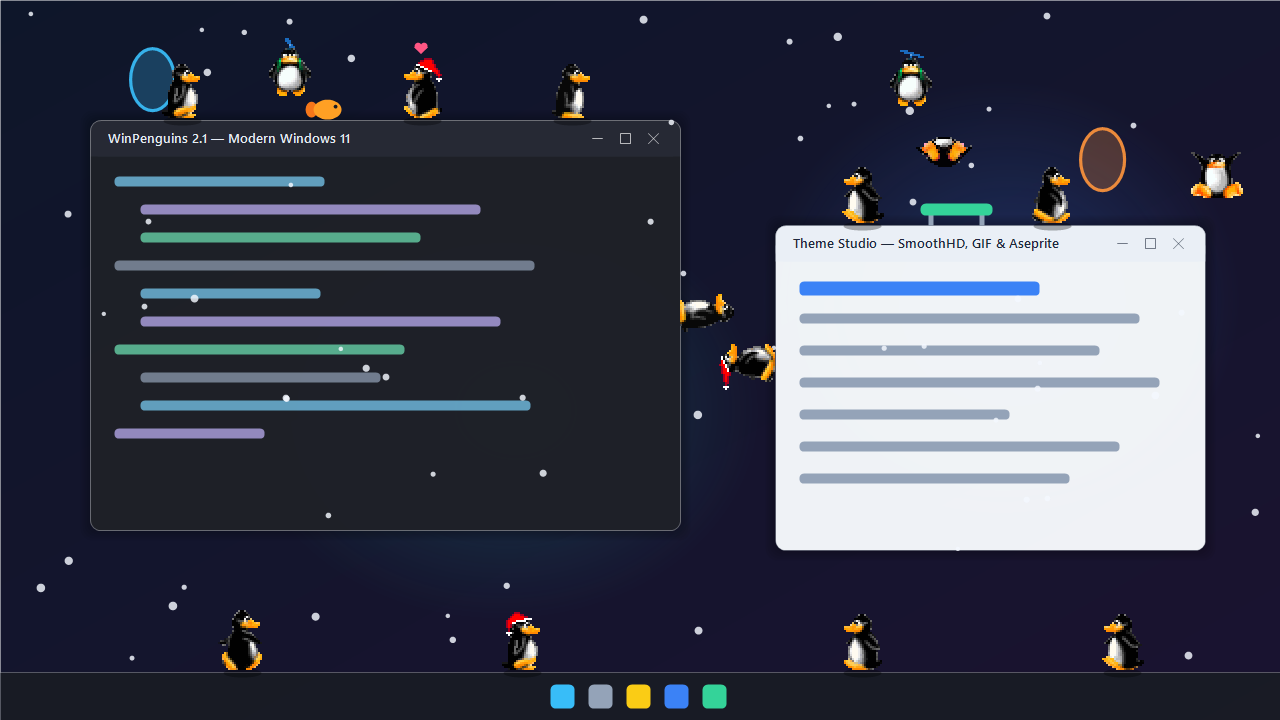 WinPenguins 2.1 — Modern Windows 11
Theme Studio — SmoothHD, GIF & Aseprite